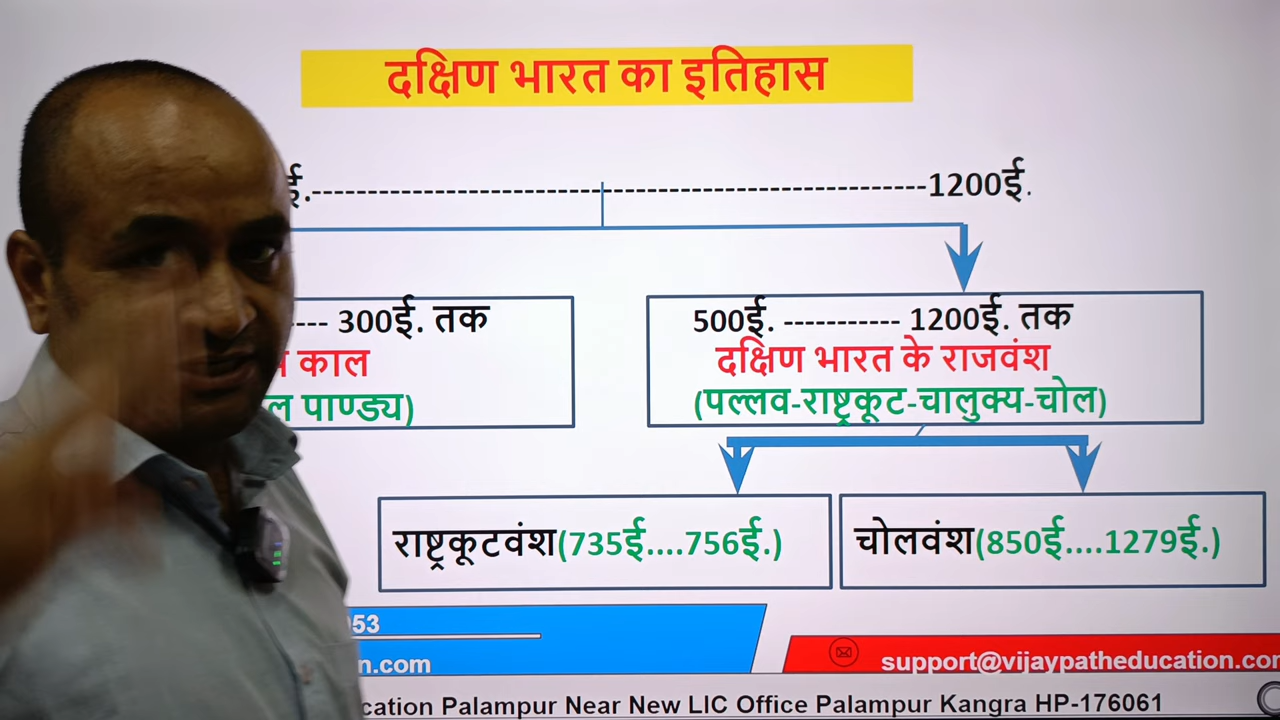 दक्षिण भारत का इतिहास
ई.-----------------------------------------------------------1200ई.
---- 300ई. तक
काल
पाण्ड्य)
500ई. ----------- 1200ई. तक
दक्षिण भारत के राजवंश
(पल्लव-राष्ट्रकूट-चालुक्य-चोल)
राष्ट्रकूटवंश(735ई....756ई.)
चोलवंश(850ई....1279ई.)
53
n.com
support@vijaypatheducation.com
cation Palampur Near New LIC Office Palampur Kangra HP-176061